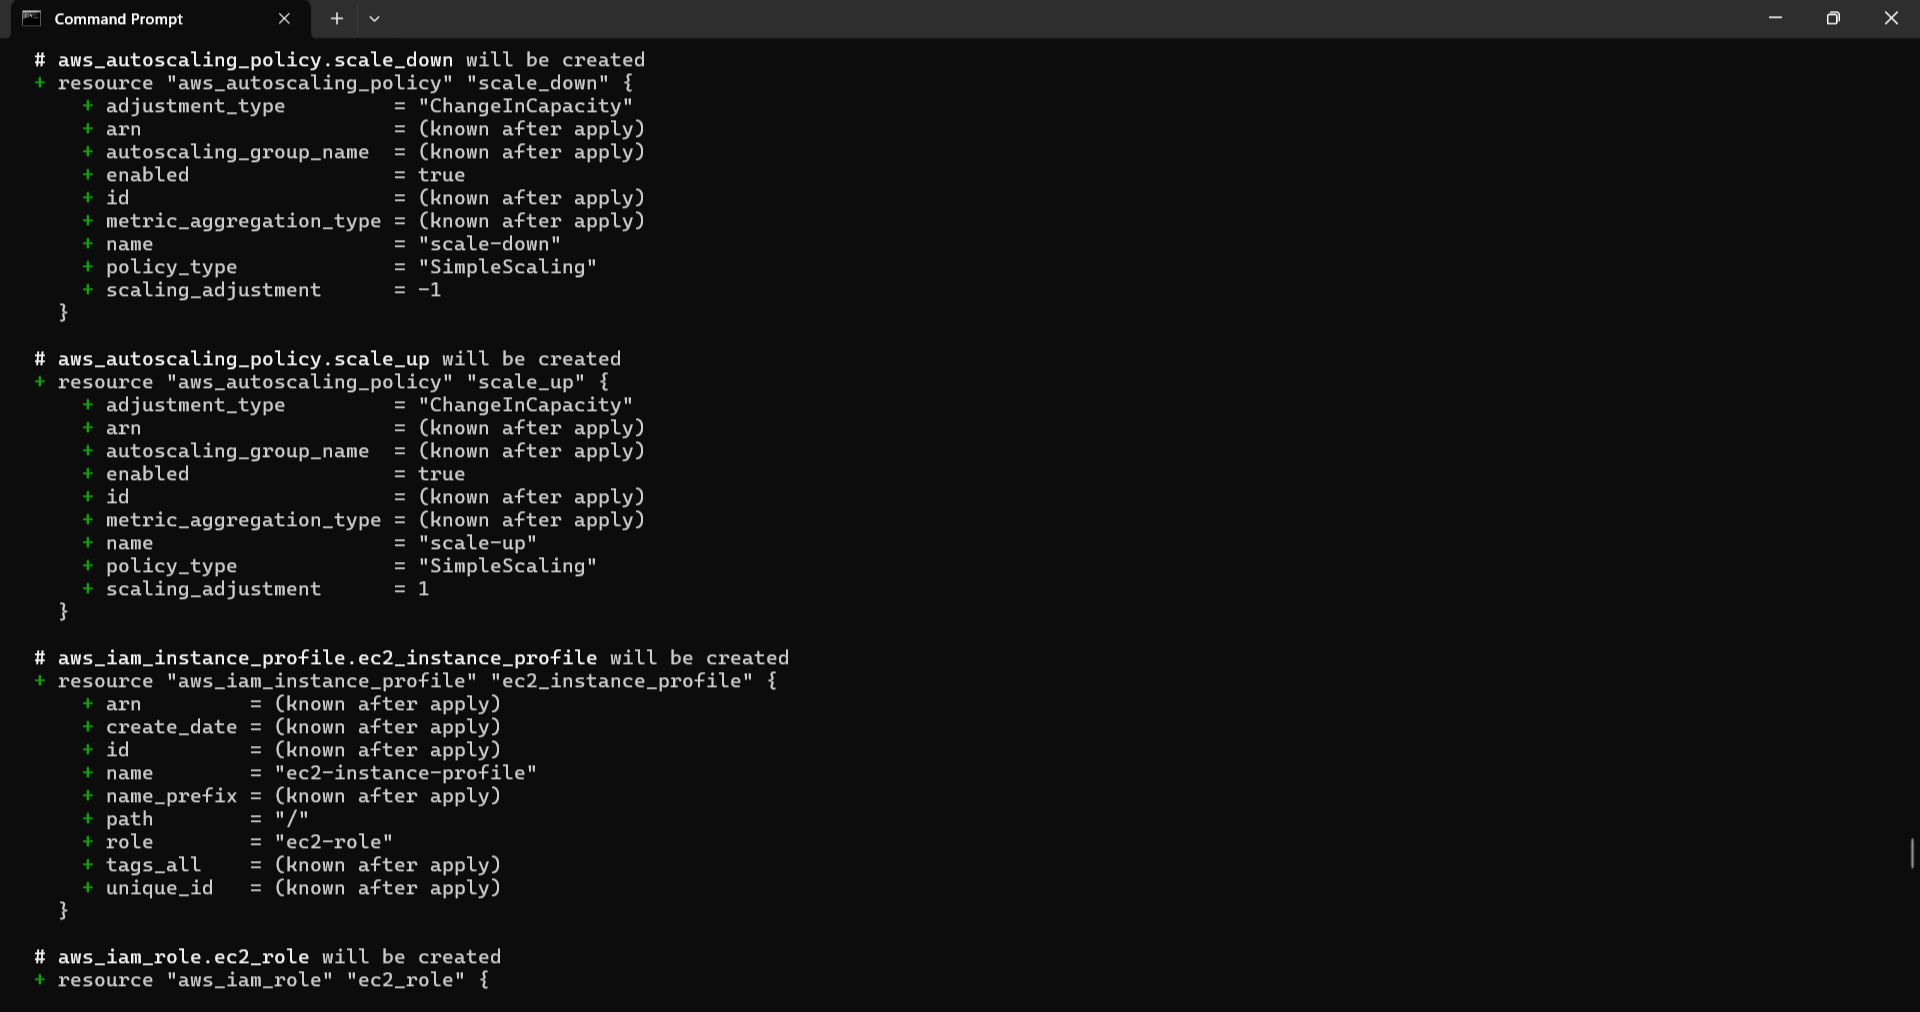 Command Prompt
# aws_autoscaling_policy.scale_down will be created
+ resource "aws_autoscaling_policy" "scale_down" {
+ adjustment_type = "ChangeInCapacity"
+ arn = (known after apply)
+ autoscaling_group_name = (known after apply)
+ enabled = true
+ id = (known after apply)
+ metric_aggregation_type = (known after apply)
+ name = "scale-down"
+ policy_type = "SimpleScaling"
+ scaling_adjustment = -1
}
# aws_autoscaling_policy.scale_up will be created
+ resource "aws_autoscaling_policy" "scale_up" {
+ adjustment_type = "ChangeInCapacity"
+ arn = (known after apply)
+ autoscaling_group_name = (known after apply)
+ enabled = true
+ id = (known after apply)
+ metric_aggregation_type = (known after apply)
+ name = "scale-up"
+ policy_type = "SimpleScaling"
+ scaling_adjustment = 1
}
# aws_iam_instance_profile.ec2_instance_profile will be created
+ resource "aws_iam_instance_profile" "ec2_instance_profile" {
+ arn = (known after apply)
+ create_date = (known after apply)
+ id = (known after apply)
+ name = "ec2-instance-profile"
+ name_prefix = (known after apply)
+ path = "/"
+ role = "ec2-role"
+ tags_all = (known after apply)
+ unique_id = (known after apply)
}
# aws_iam_role.ec2_role will be created
+ resource "aws_iam_role" "ec2_role" {